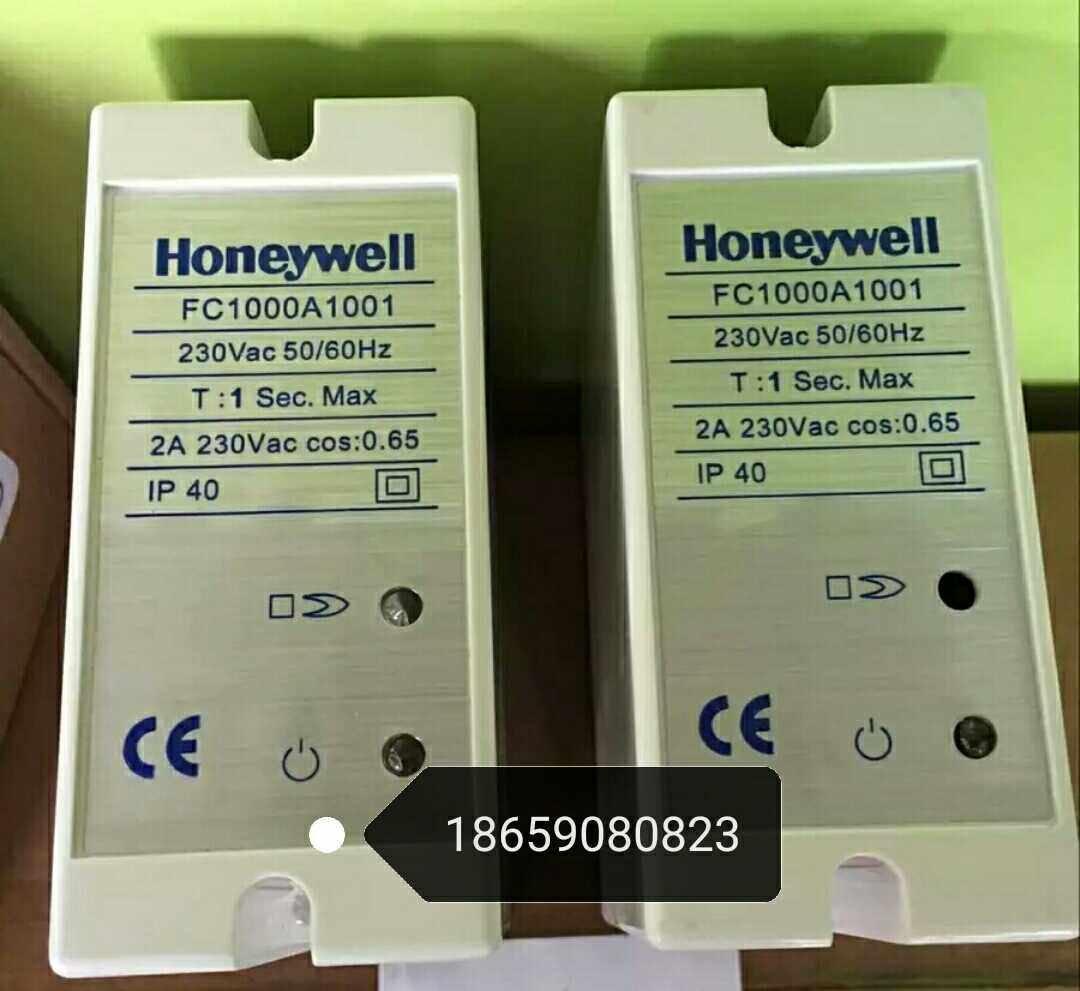 Honeywell
FC1000A1001
230Vac 50/60Hz
T :1 Sec. Max
2A 230Vac cos:0.65
IP 40
CE
Honeywell
FC1000A1001
230Vac 50/60Hz
T :1 Sec. Max
2A 230Vac cos:0.65
IP 40
CE
18659080823